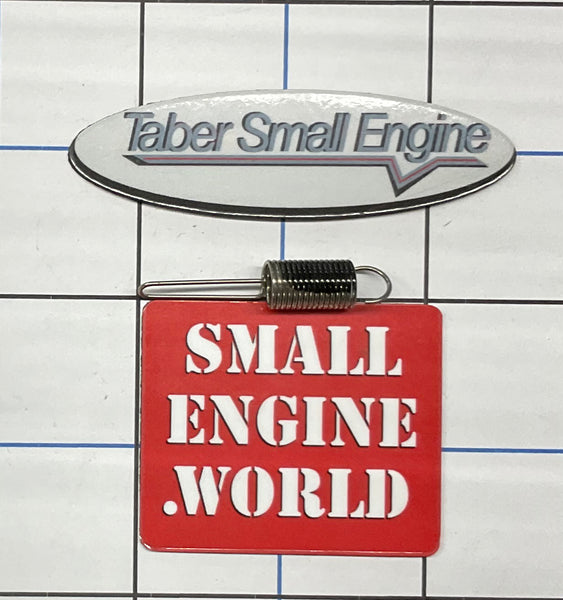 Taber Small Engine
SMALL
ENGINE
.WORLD